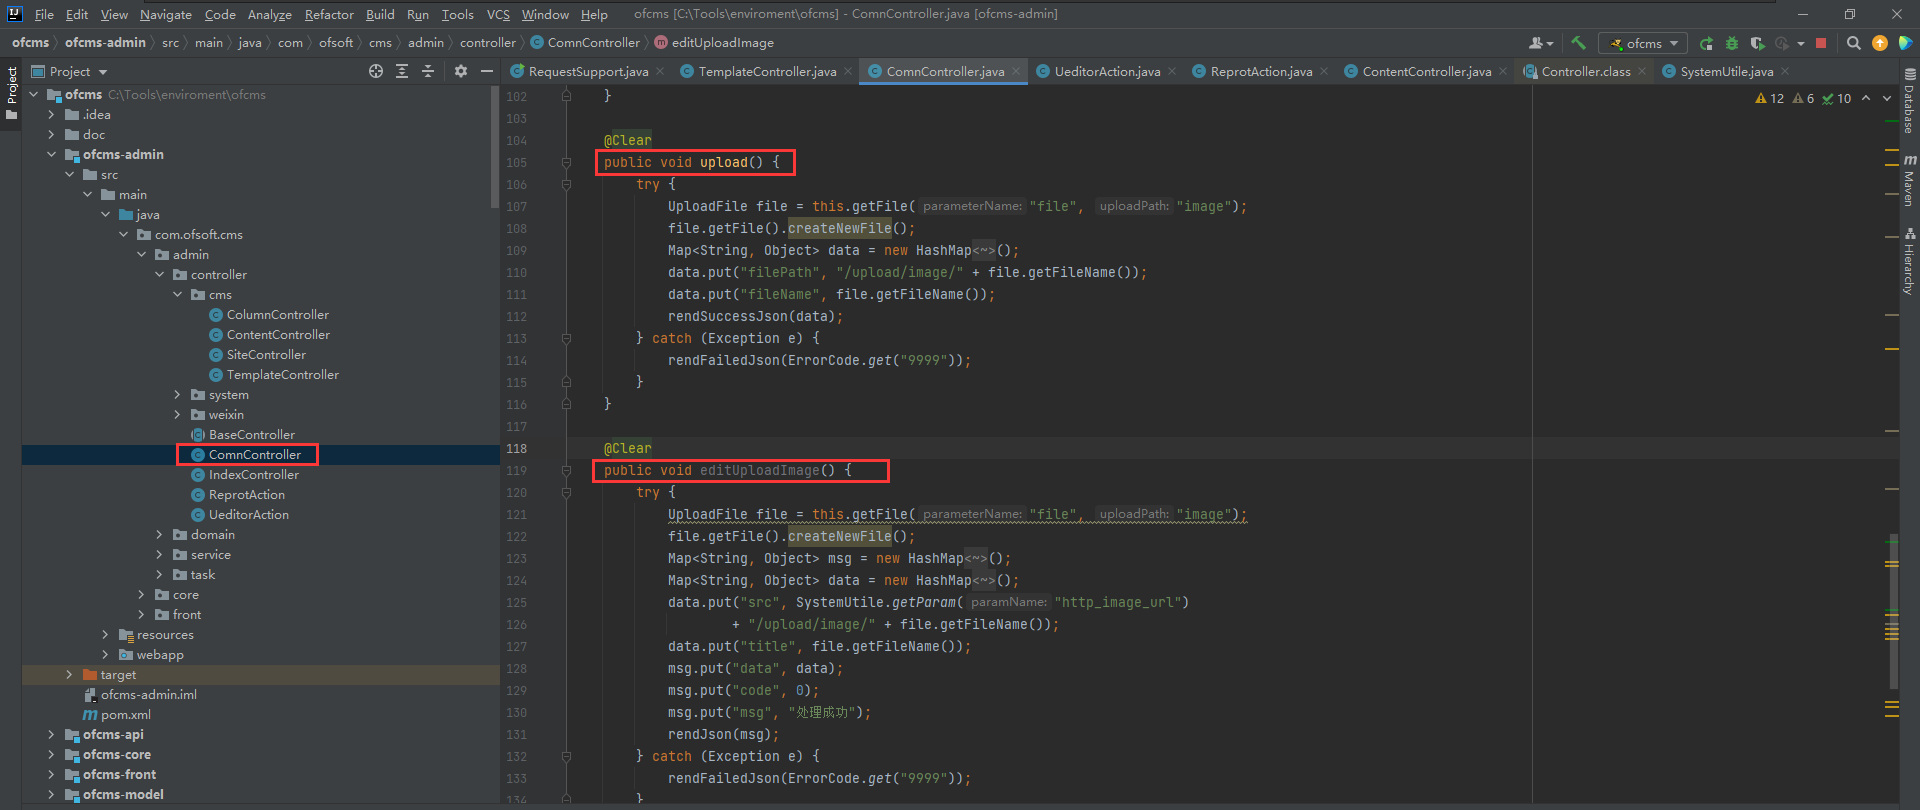 File Edit View Navigate Code Analyze Refactor Build Run Tools VCS Window Help ofcms [C:\Tools\enviroment\ofcms] - ComnController.java [ofcms-admin]
ofcms ofcms-admin src main java com ofsoft cms admin controller ComnController editUploadImage ofcms
Project
RequestSupport.java TemplateController.java ComnController.java UeditorAction.java ReprotAction.java ContentController.java Controller.class SystemUtile.java
Project
ofcms C:\Tools\enviroment\ofcms
.idea
doc
ofcms-admin
src
main
java
com.ofsoft.cms
admin
controller
cms
ColumnController
ContentController
SiteController
TemplateController
system
weixin
BaseController
ComnController
IndexController
ReprotAction
UeditorAction
domain
service
task
core
front
resources
webapp
target
ofcms-admin.iml
pom.xml
ofcms-api
ofcms-core
ofcms-front
ofcms-model
12 6 10
102 }
103
104 @Clear
105 public void upload() {
106 try {
107 UploadFile file = this.getFile( parameterName: "file", uploadPath: "image");
108 file.getFile().createNewFile();
109 Map<String, Object> data = new HashMap<~>();
110 data.put("filePath", "/upload/image/" + file.getFileName());
111 data.put("fileName", file.getFileName());
112 rendSuccessJson(data);
113 } catch (Exception e) {
114 rendFailedJson(ErrorCode.get("9999"));
115 }
116 }
117
118 @Clear
119 public void editUploadImage() {
120 try {
121 UploadFile file = this.getFile( parameterName: "file", uploadPath: "image");
122 file.getFile().createNewFile();
123 Map<String, Object> msg = new HashMap<~>();
124 Map<String, Object> data = new HashMap<~>();
125 data.put("src", SystemUtile.getParam( paramName: "http_image_url")
126 + "/upload/image/" + file.getFileName());
127 data.put("title", file.getFileName());
128 msg.put("data", data);
129 msg.put("code", 0);
130 msg.put("msg", "处理成功");
131 rendJson(msg);
132 } catch (Exception e) {
133 rendFailedJson(ErrorCode.get("9999"));
134 }
Database
Maven
Hierarchy